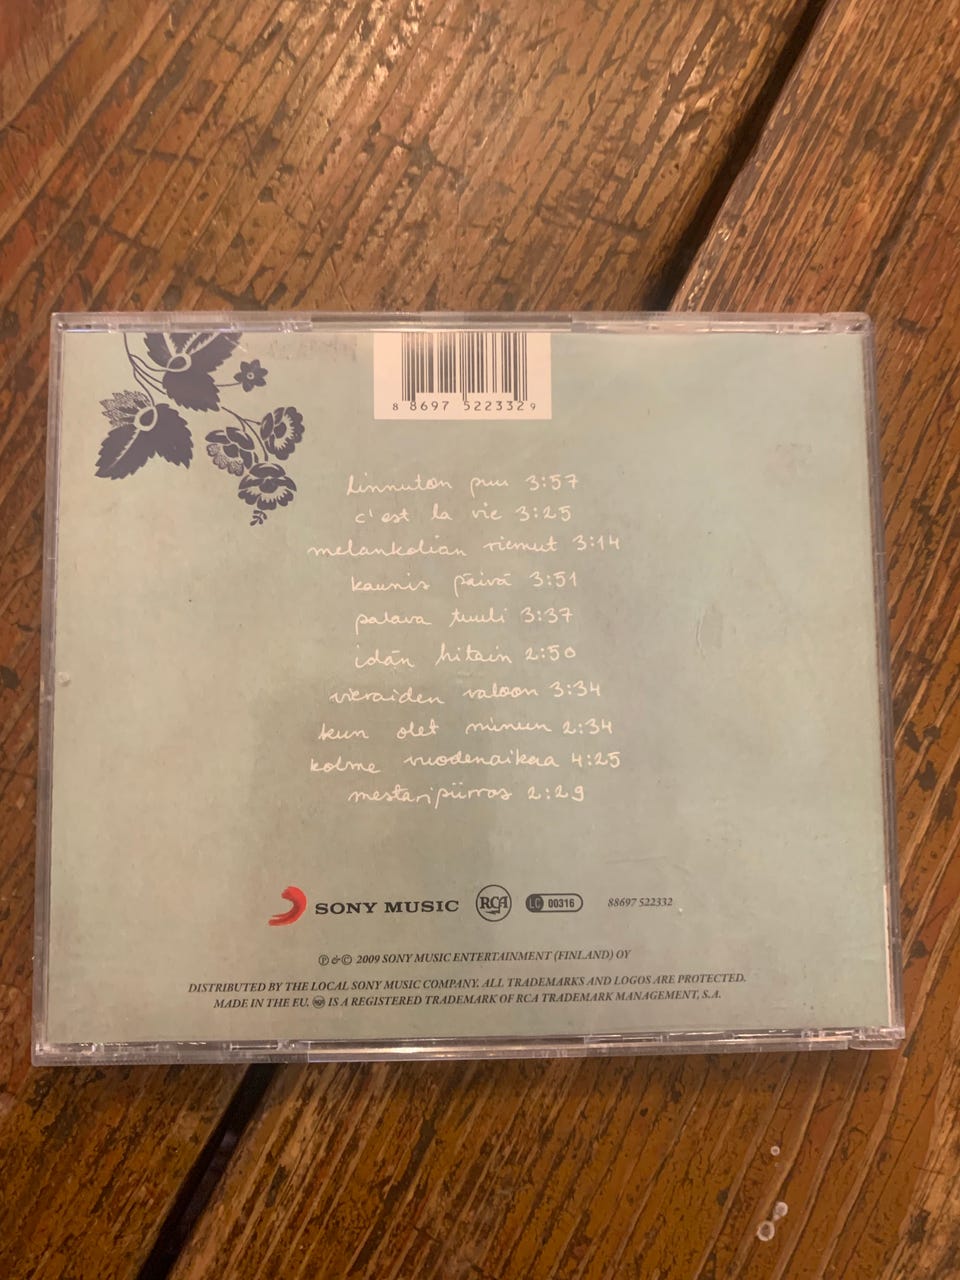 8 8697 522332 9
linnuton puu 3:57
c'est la vie 3:25
melankolian riemut 3:14
kaunis päivä 3:51
palava tuuli 3:37
idän hitain 2:50
vieraiden valoon 3:34
kun olet minun 2:34
kolme vuodenaikaa 4:25
mestaripiirros 2:29
SONY MUSIC RCA LC 00316 88697 522332
℗ & © 2009 SONY MUSIC ENTERTAINMENT (FINLAND) OY
DISTRIBUTED BY THE LOCAL SONY MUSIC COMPANY. ALL TRADEMARKS AND LOGOS ARE PROTECTED.
MADE IN THE EU. RCA IS A REGISTERED TRADEMARK OF RCA TRADEMARK MANAGEMENT, S.A.